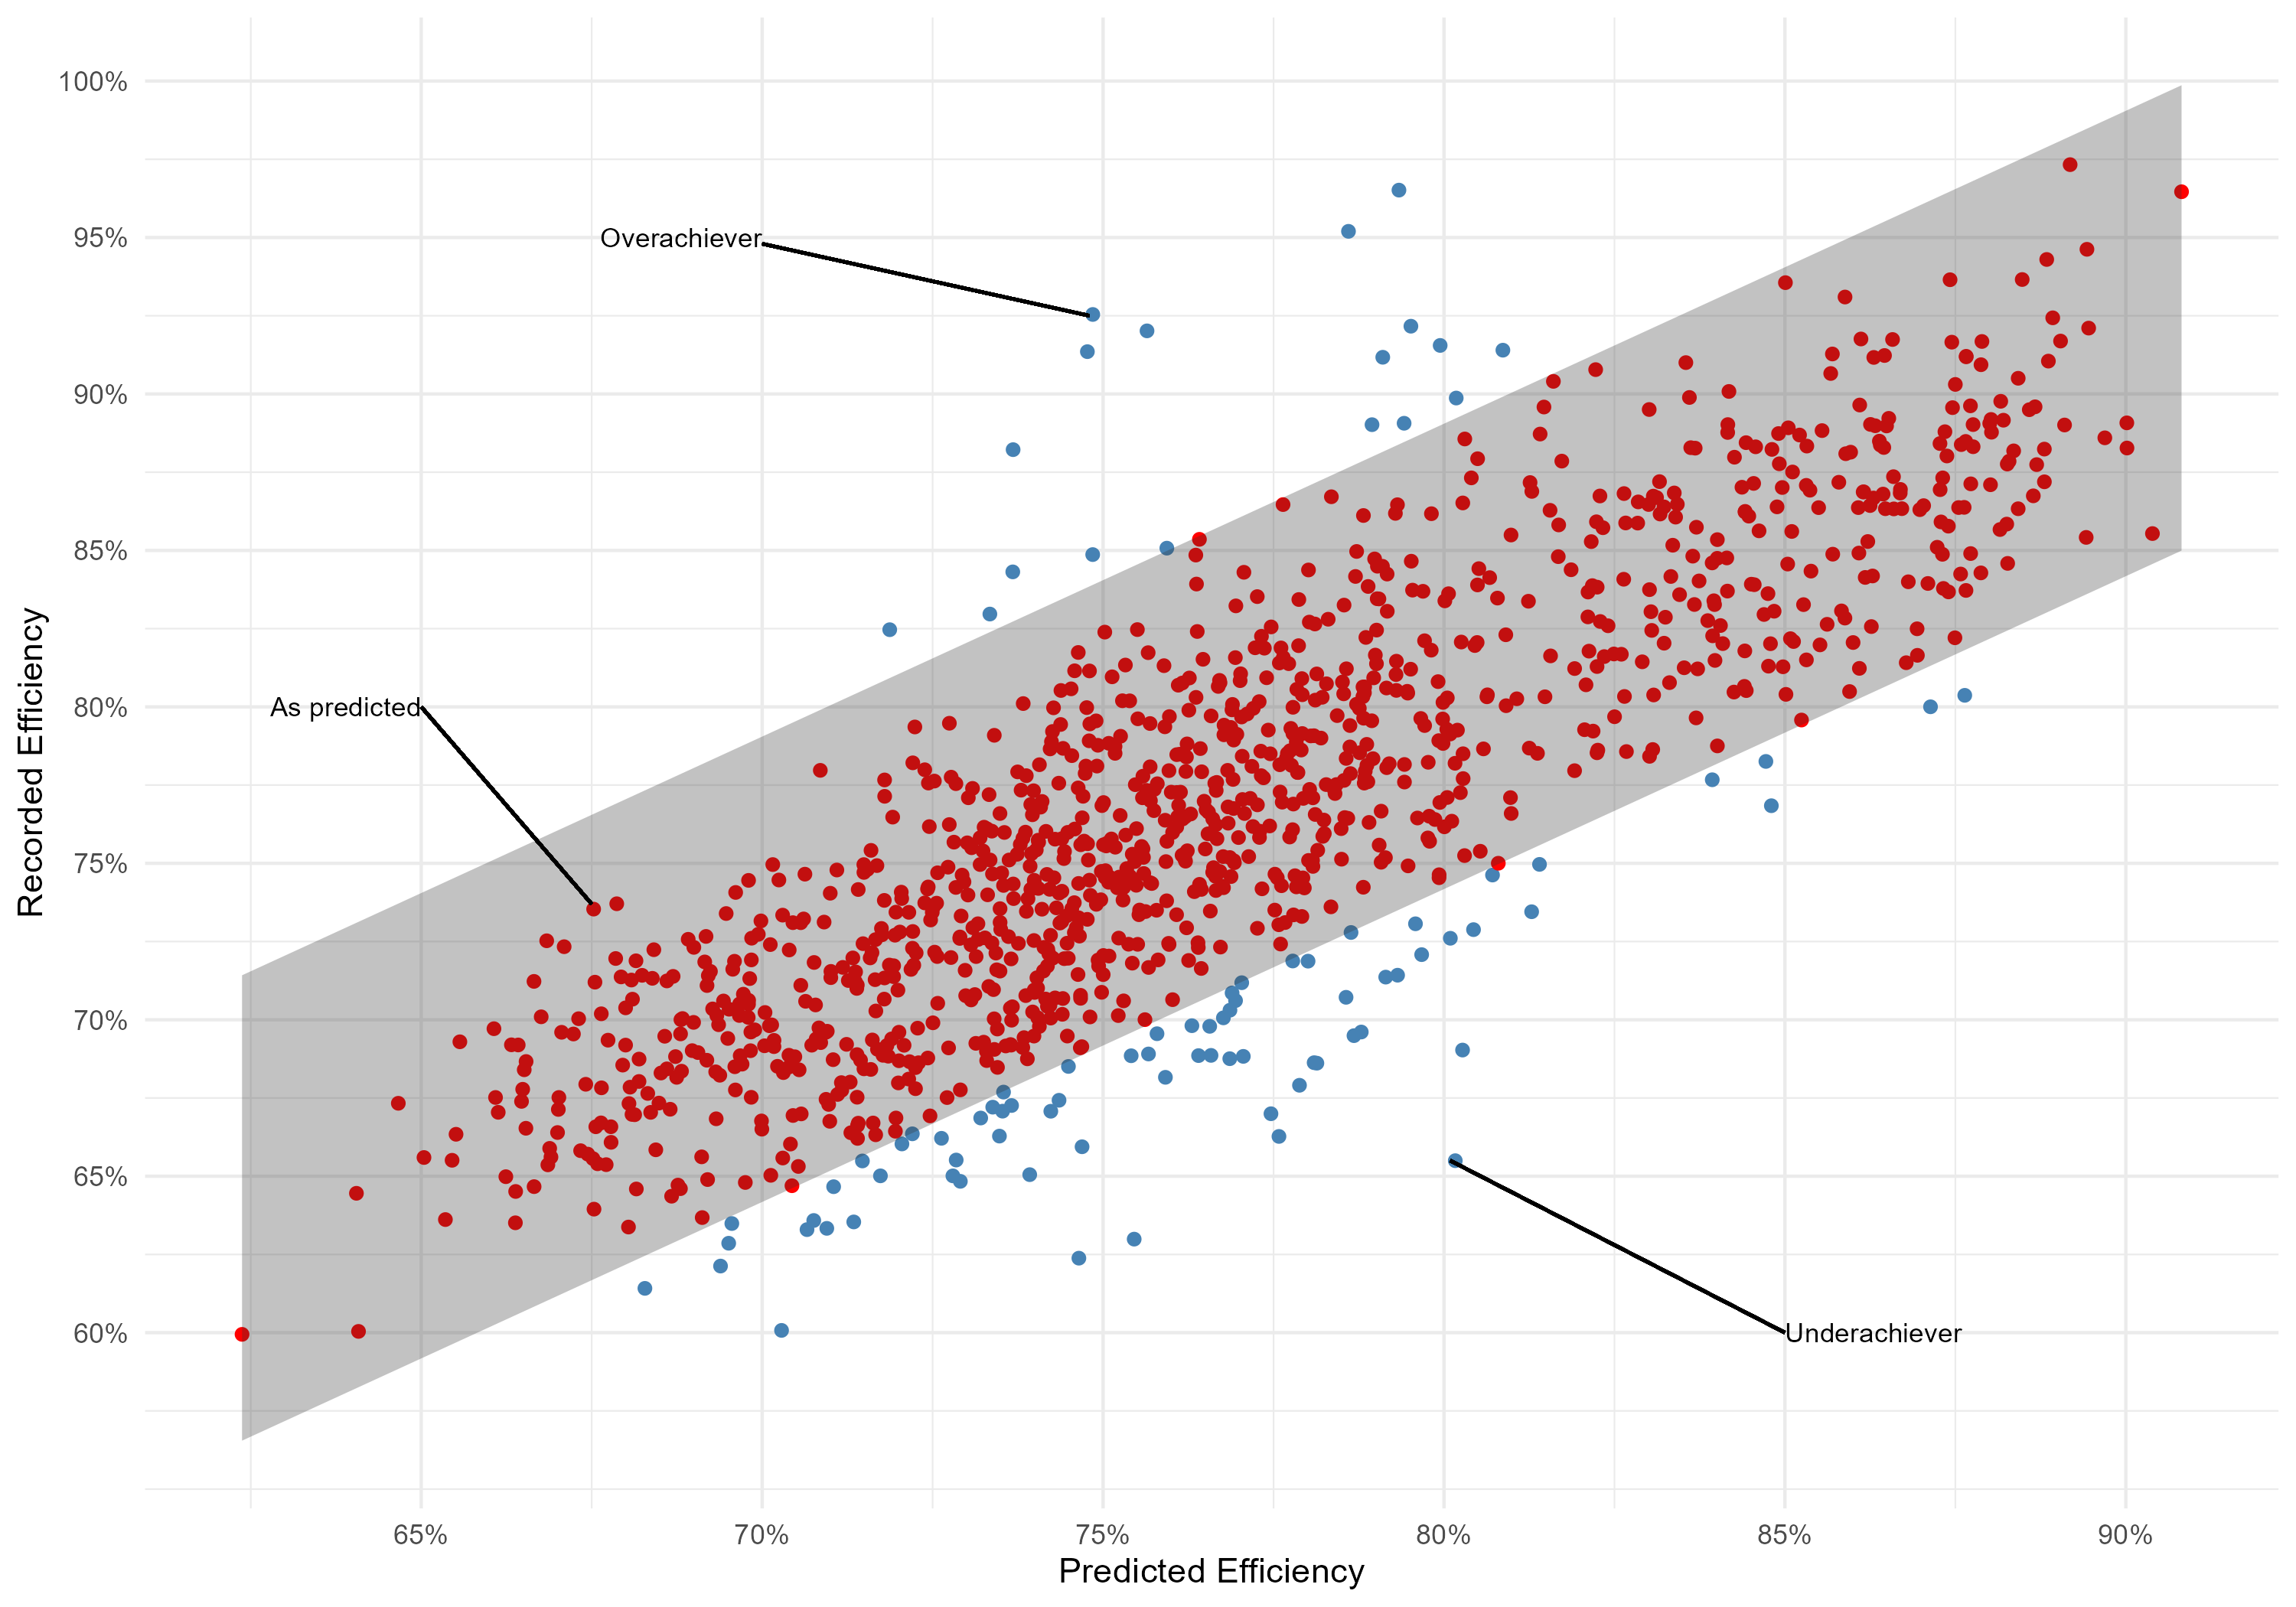 100%
95%
90%
85%
80%
75%
70%
65%
60%
Overachiever
As predicted
Underachiever
65% 70% 75% 80% 85% 90%
Predicted Efficiency
Recorded Efficiency